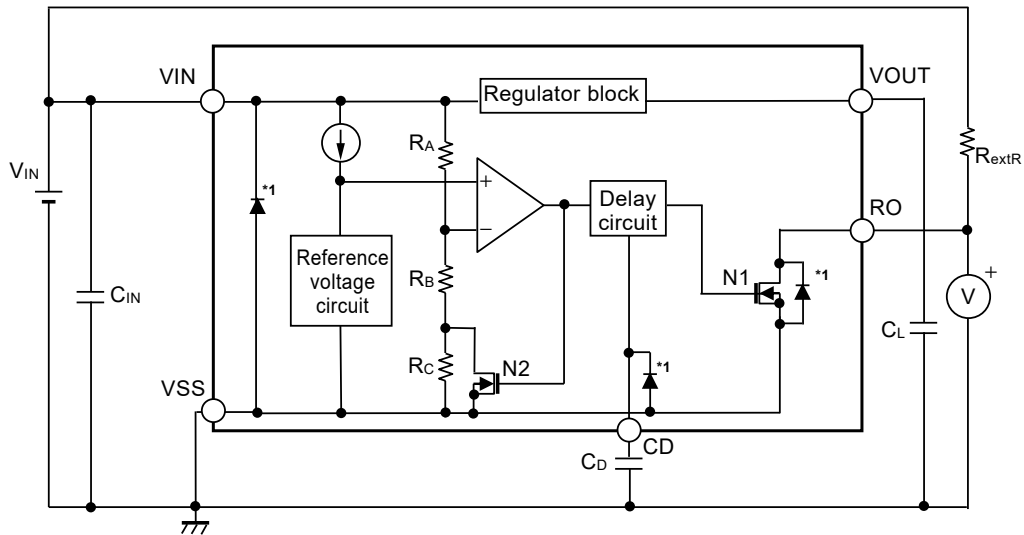 VIN
VOUT
Regulator block
RA
RextR
VIN
*1
+
−
Delay
circuit
RO
Reference
voltage
circuit
RB
N1
*1
+
V
CIN
CL
RC
N2
*1
VSS
CD
CD